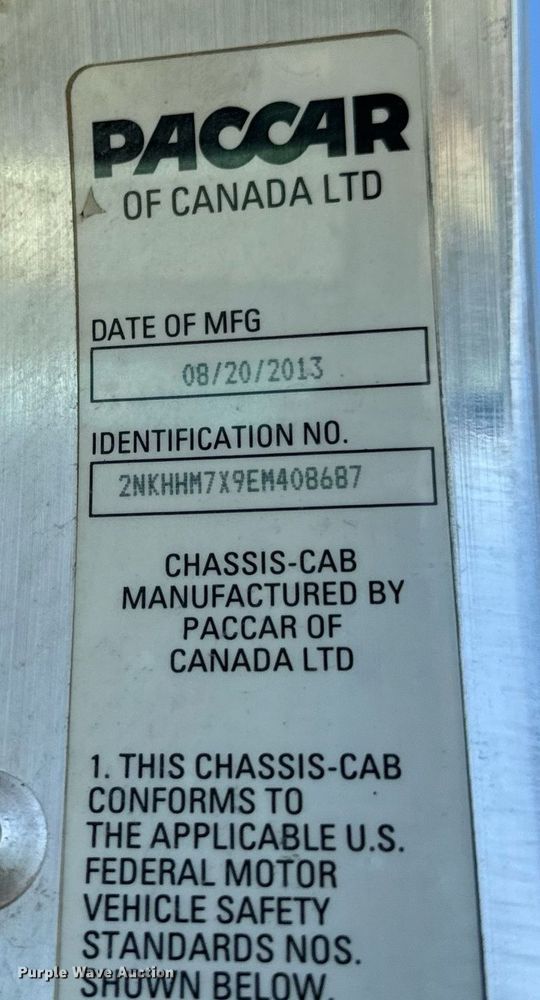 PACCAR
OF CANADA LTD
DATE OF MFG
08/20/2013
IDENTIFICATION NO.
2NKHHM7X9EM408687
CHASSIS-CAB
MANUFACTURED BY
PACCAR OF
CANADA LTD
1. THIS CHASSIS-CAB
CONFORMS TO
THE APPLICABLE U.S.
FEDERAL MOTOR
VEHICLE SAFETY
STANDARDS NOS.
SHOWN BELOW.
Purple Wave Auction